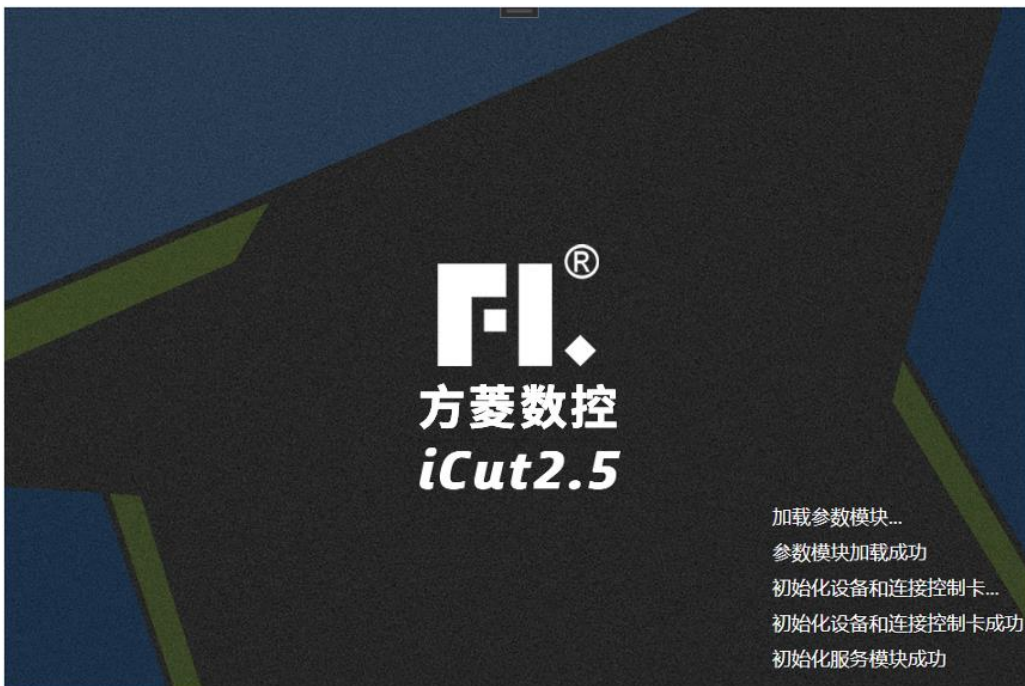 FL.®
方菱数控
iCut2.5
加载参数模块...
参数模块加载成功
初始化设备和连接控制卡...
初始化设备和连接控制卡成功
初始化服务模块成功